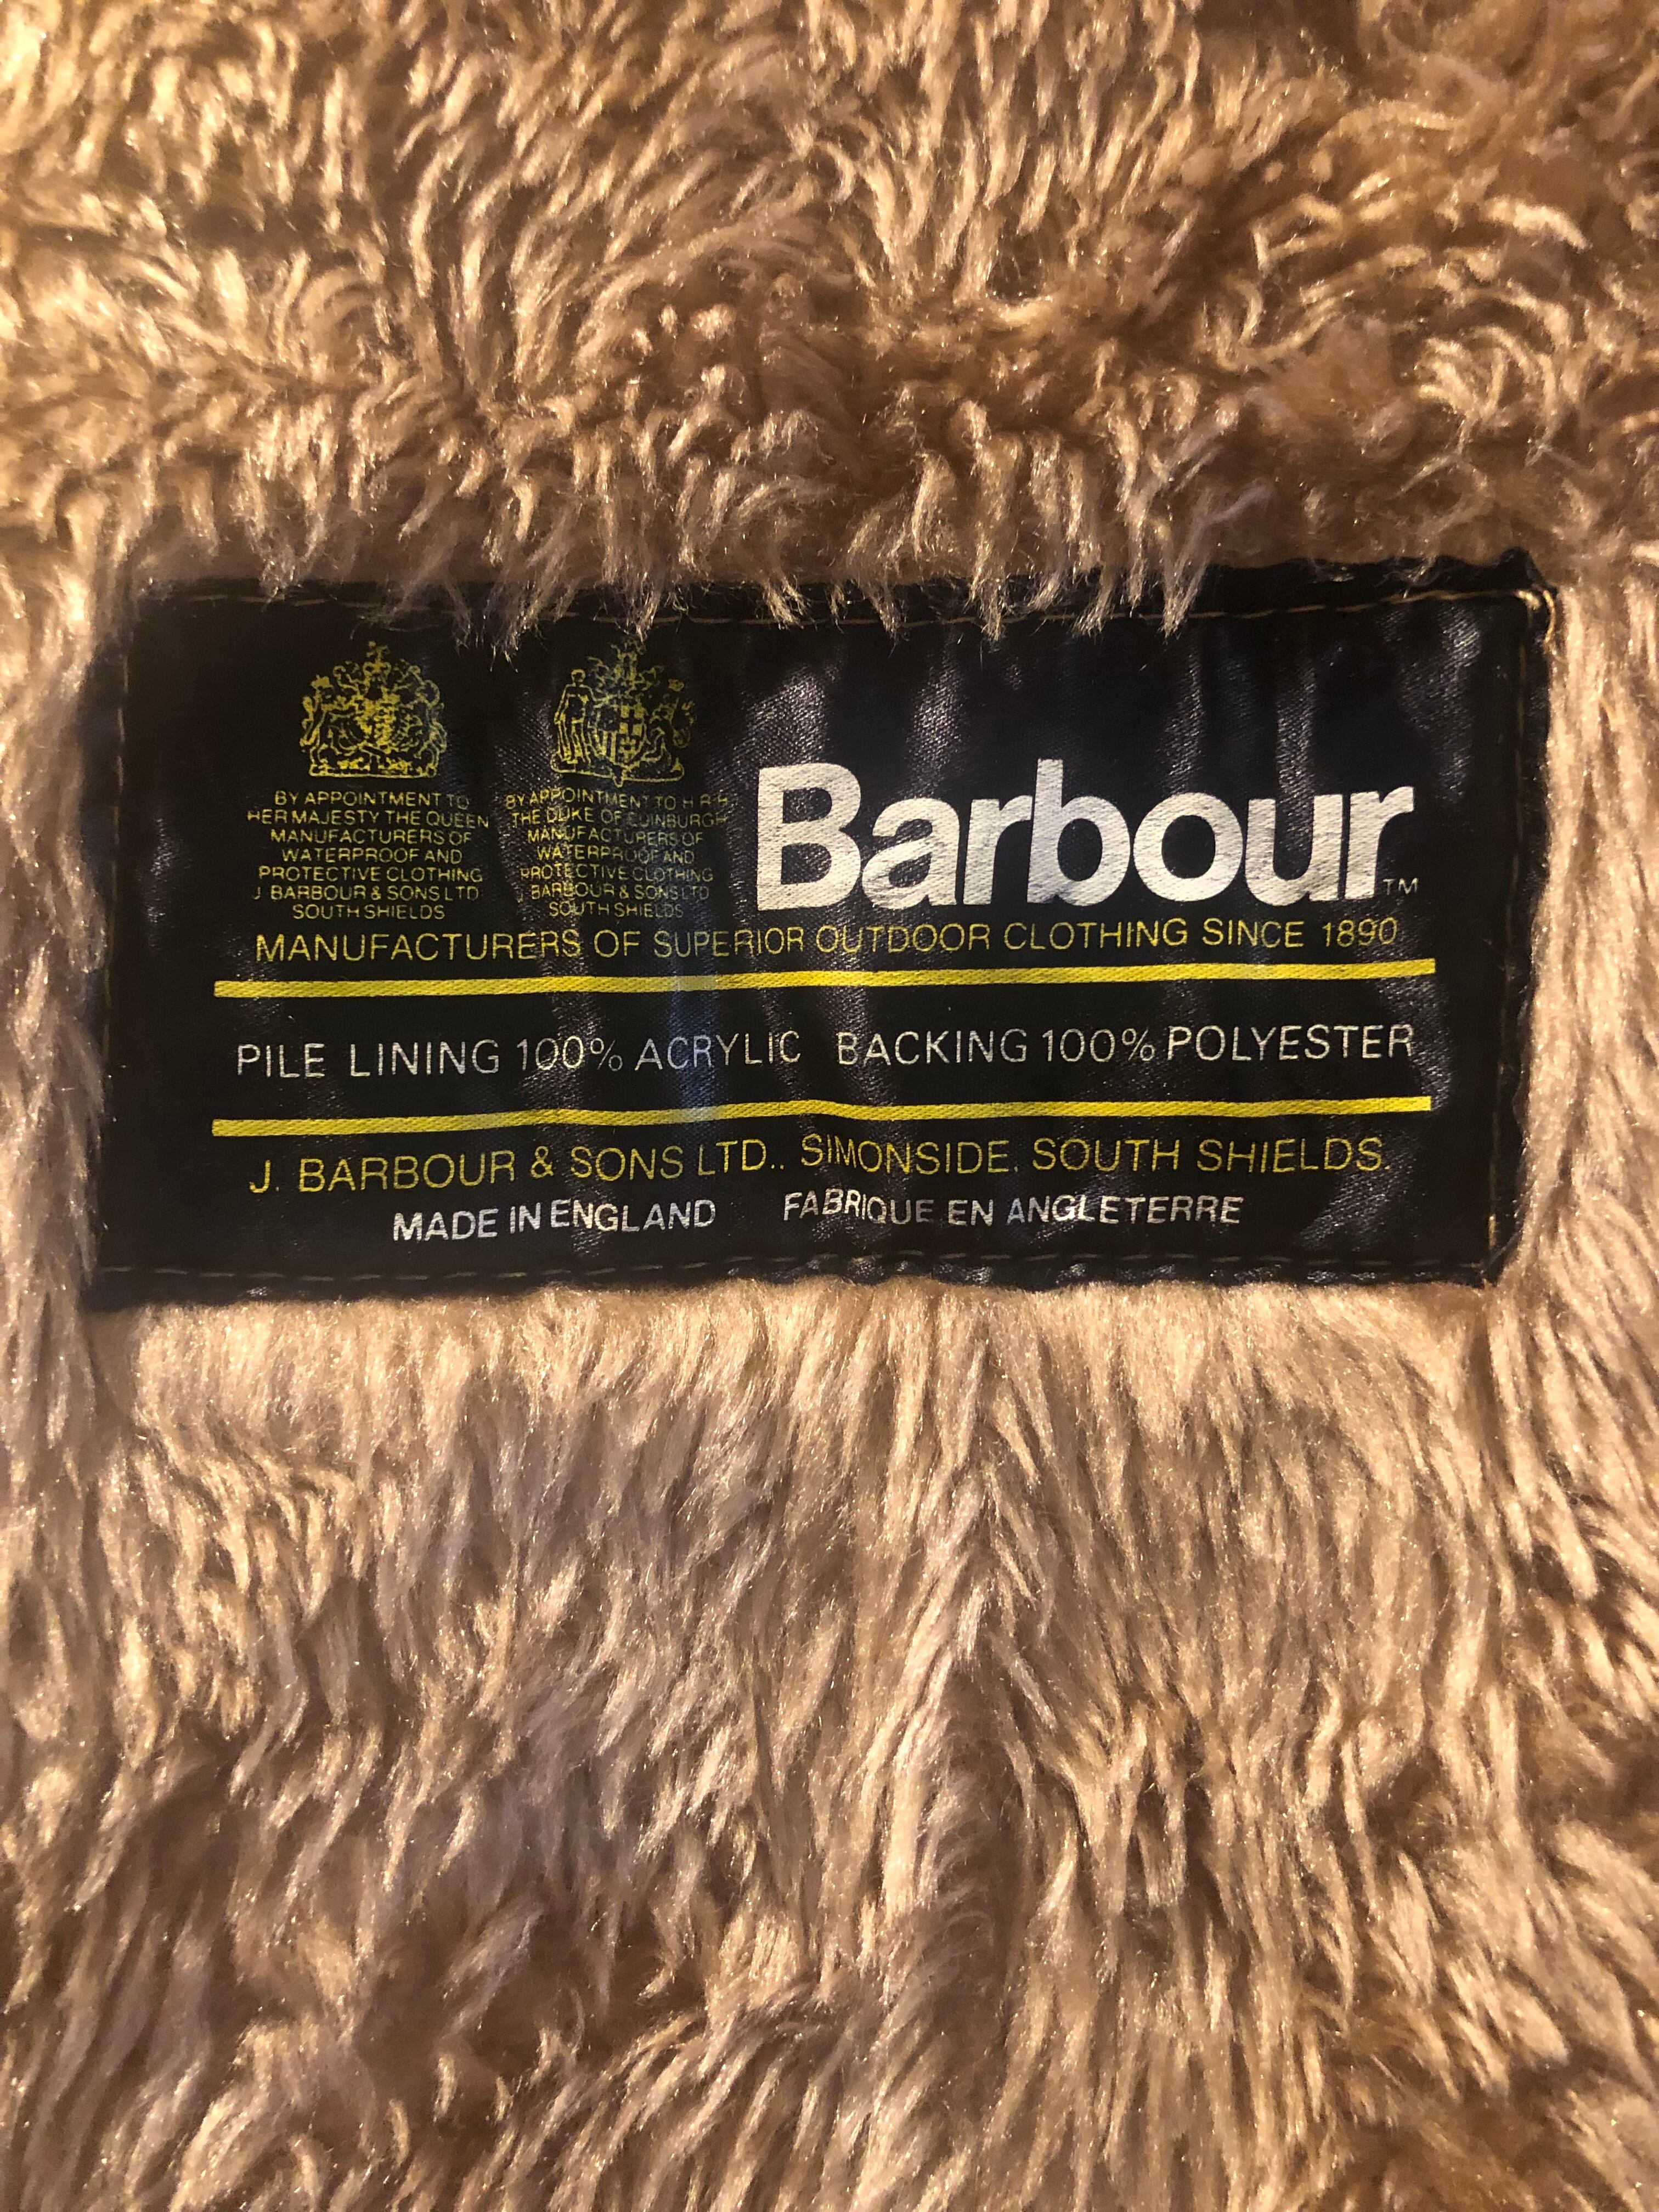 BY APPOINTMENT TO
HER MAJESTY THE QUEEN
MANUFACTURERS OF
WATERPROOF AND
PROTECTIVE CLOTHING
J BARBOUR & SONS LTD
SOUTH SHIELDS
BY APPOINTMENT TO H R H
THE DUKE OF EDINBURGH
MANUFACTURERS OF
WATERPROOF AND
PROTECTIVE CLOTHING
J BARBOUR & SONS LTD
SOUTH SHIELDS
Barbour™
MANUFACTURERS OF SUPERIOR OUTDOOR CLOTHING SINCE 1890
PILE LINING 100% ACRYLIC BACKING 100% POLYESTER
J. BARBOUR & SONS LTD.. SIMONSIDE. SOUTH SHIELDS.
MADE IN ENGLAND FABRIQUE EN ANGLETERRE